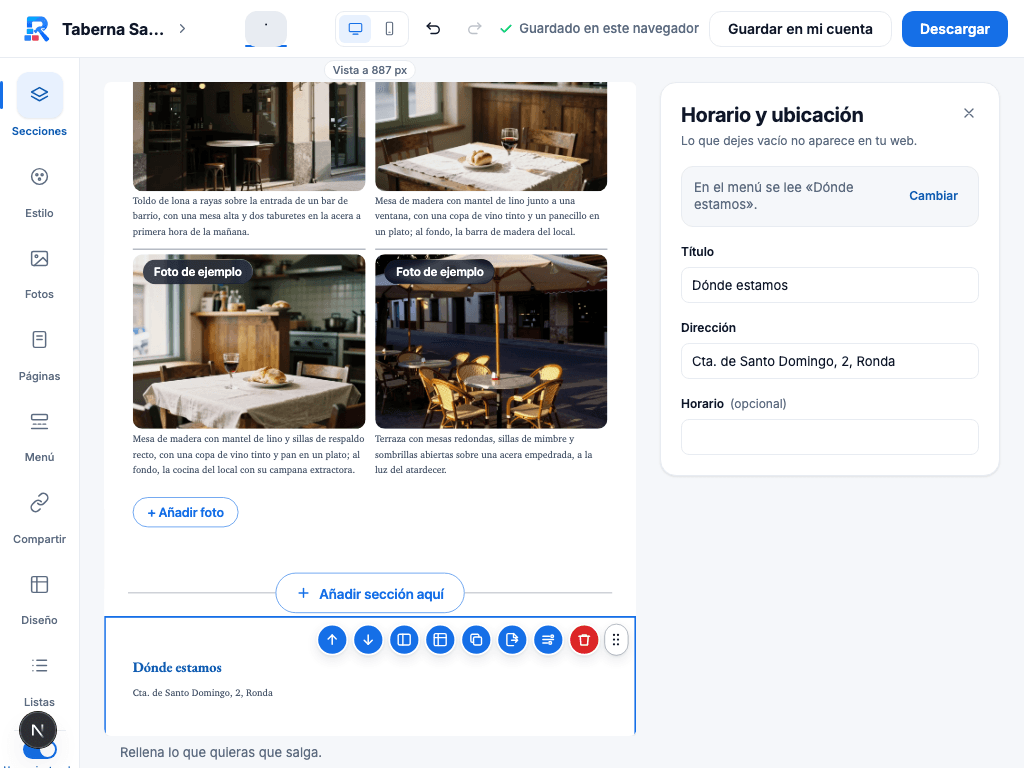 Taberna Sa...
Guardado en este navegador
Guardar en mi cuenta
Descargar
Vista a 887 px
Secciones
Estilo
Fotos
Páginas
Menú
Compartir
Diseño
Listas
N
Toldo de lona a rayas sobre la entrada de un bar de
barrio, con una mesa alta y dos taburetes en la acera a
primera hora de la mañana.
Mesa de madera con mantel de lino junto a una
ventana, con una copa de vino tinto y un panecillo en
un plato; al fondo, la barra de madera del local.
Foto de ejemplo
Foto de ejemplo
Mesa de madera con mantel de lino y sillas de respaldo
recto, con una copa de vino tinto y pan en un plato; al
fondo, la cocina del local con su campana extractora.
Terraza con mesas redondas, sillas de mimbre y
sombrillas abiertas sobre una acera empedrada, a la
luz del atardecer.
+ Añadir foto
+ Añadir sección aquí
Dónde estamos
Cta. de Santo Domingo, 2, Ronda
Rellena lo que quieras que salga.
Horario y ubicación
Lo que dejes vacío no aparece en tu web.
En el menú se lee «Dónde
estamos».
Cambiar
Título
Dónde estamos
Dirección
Cta. de Santo Domingo, 2, Ronda
Horario (opcional)